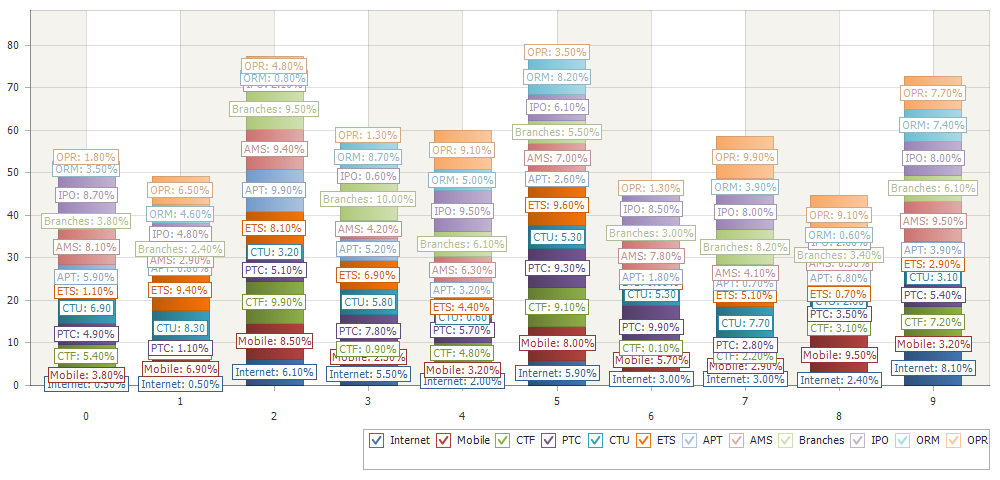 80
70
60
50
40
30
20
10
0
OPR: 1.80%
ORM: 3.50%
IPO: 8.70%
Branches: 3.80%
AMS: 8.10%
APT: 5.90%
ETS: 1.10%
CTU: 6.90
PTC: 4.90%
CTF: 5.40%
Mobile: 3.80%
Internet: 0.50%
OPR: 6.50%
ORM: 4.60%
IPO: 4.80%
Branches: 2.40%
AMS: 2.90%
APT: 0.80%
ETS: 9.40%
CTU: 8.30
PTC: 1.10%
Mobile: 6.90%
Internet: 0.50%
OPR: 4.80%
ORM: 0.80%
IPO: 2.10%
Branches: 9.50%
AMS: 9.40%
APT: 9.90%
ETS: 8.10%
CTU: 3.20
PTC: 5.10%
CTF: 9.90%
Mobile: 8.50%
Internet: 6.10%
OPR: 1.30%
ORM: 8.70%
IPO: 0.60%
Branches: 10.00%
AMS: 4.20%
APT: 5.20%
ETS: 6.90%
CTU: 5.80
PTC: 7.80%
CTF: 0.90%
Internet: 5.50%
OPR: 9.10%
ORM: 5.00%
IPO: 9.50%
Branches: 6.10%
AMS: 6.30%
APT: 3.20%
ETS: 4.40%
CTU: 0.60
PTC: 5.70%
CTF: 4.80%
Mobile: 3.20%
Internet: 2.00%
OPR: 3.50%
ORM: 8.20%
IPO: 6.10%
Branches: 5.50%
AMS: 7.00%
APT: 2.60%
ETS: 9.60%
CTU: 5.30
PTC: 9.30%
CTF: 9.10%
Mobile: 8.00%
Internet: 5.90%
OPR: 1.30%
IPO: 8.50%
Branches: 3.00%
AMS: 7.80%
APT: 1.80%
CTU: 5.30
PTC: 9.90%
CTF: 0.10%
Mobile: 5.70%
Internet: 3.00%
OPR: 9.90%
ORM: 3.90%
IPO: 8.00%
Branches: 8.20%
AMS: 4.10%
APT: 0.70%
ETS: 5.10%
CTU: 7.70
PTC: 2.80%
CTF: 2.20%
Mobile: 2.90%
Internet: 3.00%
OPR: 9.10%
ORM: 0.60%
Branches: 3.40%
APT: 6.80%
ETS: 0.70%
PTC: 3.50%
CTF: 3.10%
Mobile: 9.50%
Internet: 2.40%
OPR: 7.70%
ORM: 7.40%
IPO: 8.00%
Branches: 6.10%
AMS: 9.50%
APT: 3.90%
ETS: 2.90%
CTU: 3.10
PTC: 5.40%
CTF: 7.20%
Mobile: 3.20%
Internet: 8.10%
1 3 5 7 9
0 2 4 6 8
Internet Mobile CTF PTC CTU ETS APT AMS Branches IPO ORM OPR